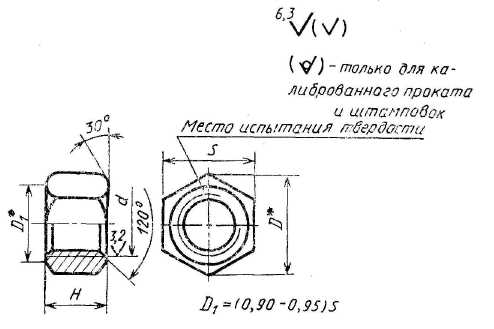 6,3 (✓)
(✓) – только для ка-
либрованного проката
и штамповок
Место испытания твердости
30°
S
D₁*
d
3,2
120°
D*
H
D₁=(0,90–0,95)S